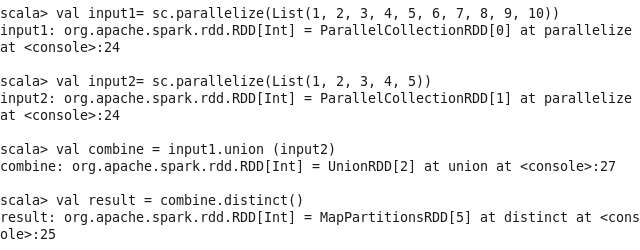 scala> val input1= sc.parallelize(List(1, 2, 3, 4, 5, 6, 7, 8, 9, 10))
input1: org.apache.spark.rdd.RDD[Int] = ParallelCollectionRDD[0] at parallelize
at <console>:24
scala> val input2= sc.parallelize(List(1, 2, 3, 4, 5))
input2: org.apache.spark.rdd.RDD[Int] = ParallelCollectionRDD[1] at parallelize
at <console>:24
scala> val combine = input1.union (input2)
combine: org.apache.spark.rdd.RDD[Int] = UnionRDD[2] at union at <console>:27
scala> val result = combine.distinct()
result: org.apache.spark.rdd.RDD[Int] = MapPartitionsRDD[5] at distinct at <cons
ole>:25